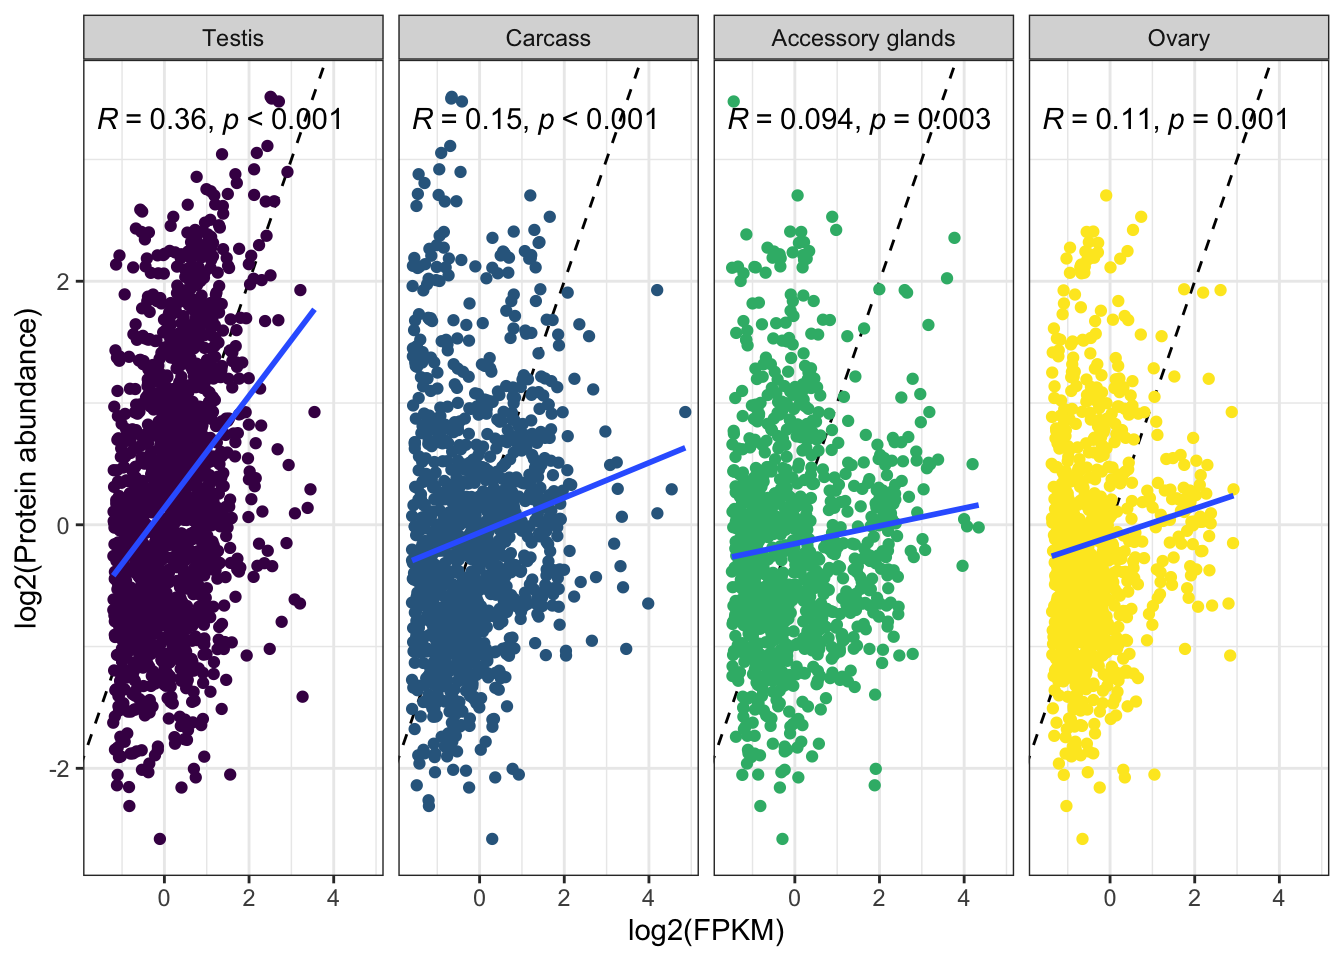 Testis
Carcass
Accessory glands
Ovary
R = 0.36, p < 0.001
R = 0.15, p < 0.001
R = 0.094, p = 0.003
R = 0.11, p = 0.001
log2(Protein abundance)
2
0
-2
0 2 4
0 2 4
0 2 4
0 2 4
log2(FPKM)